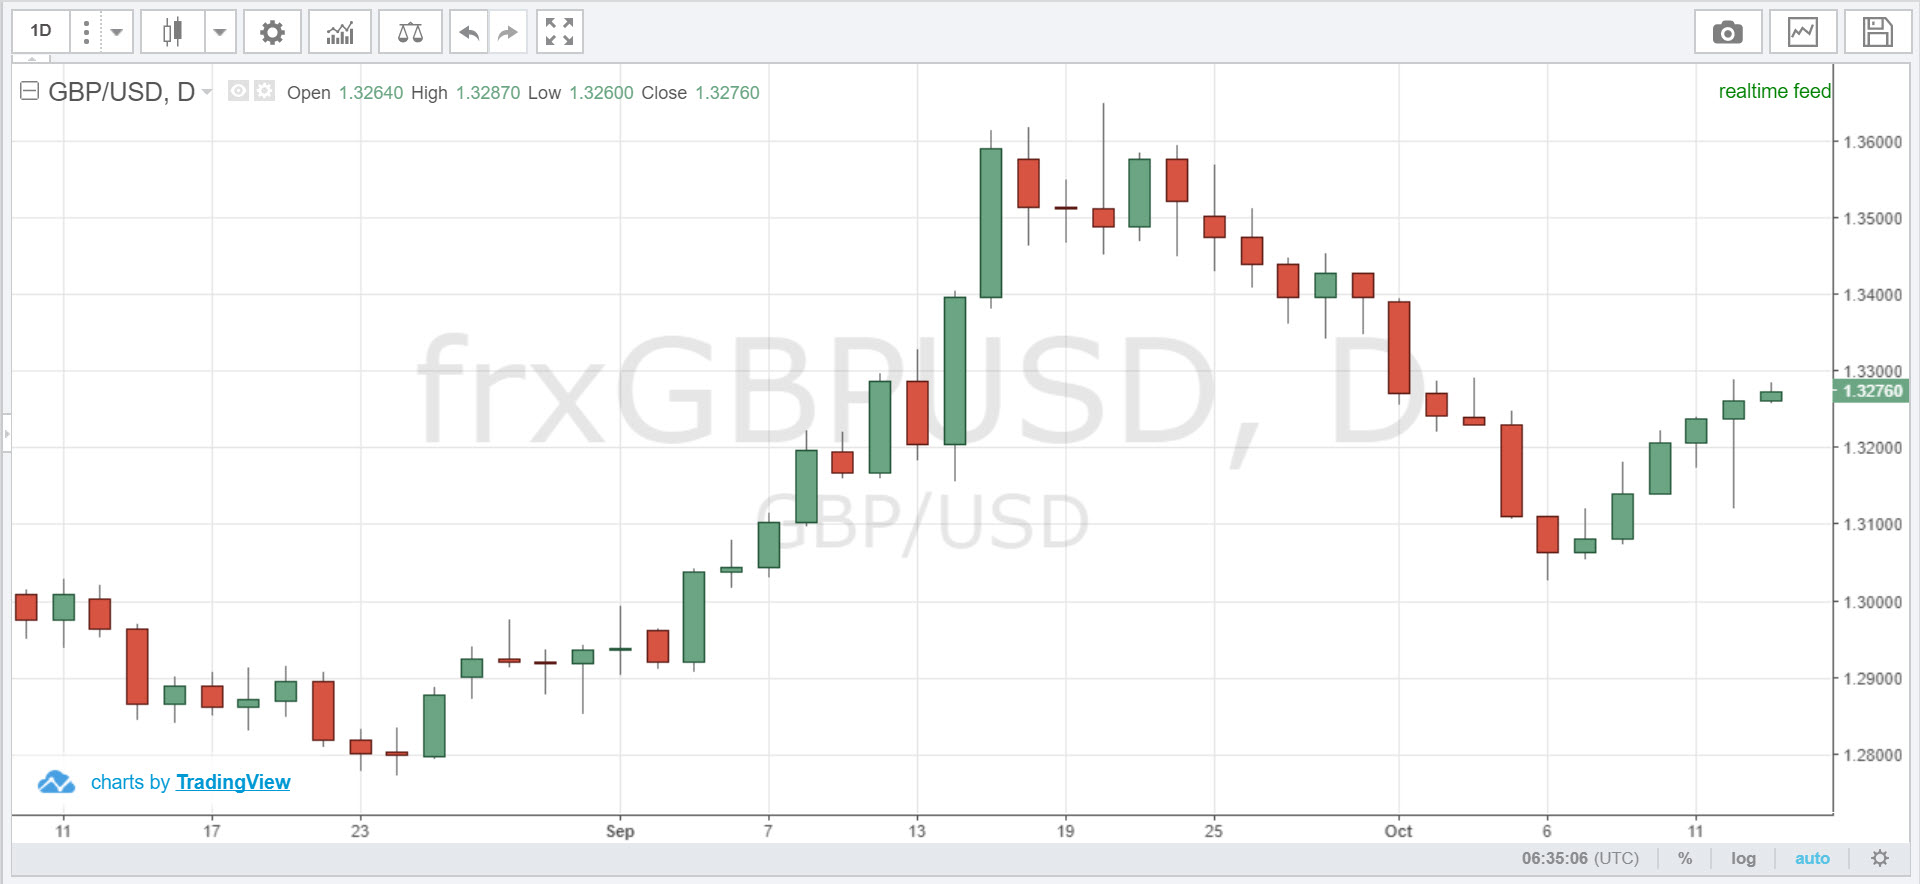 1D
GBP/USD, D Open 1.32640 High 1.32870 Low 1.32600 Close 1.32760
realtime feed
1.36000
1.35000
1.34000
1.33000
1.32760
1.32000
1.31000
1.30000
1.29000
1.28000
frxGBPUSD, D
GBP/USD
charts by TradingView
11 17 23 Sep 7 13 19 25 Oct 6 11
06:35:06 (UTC) % log auto